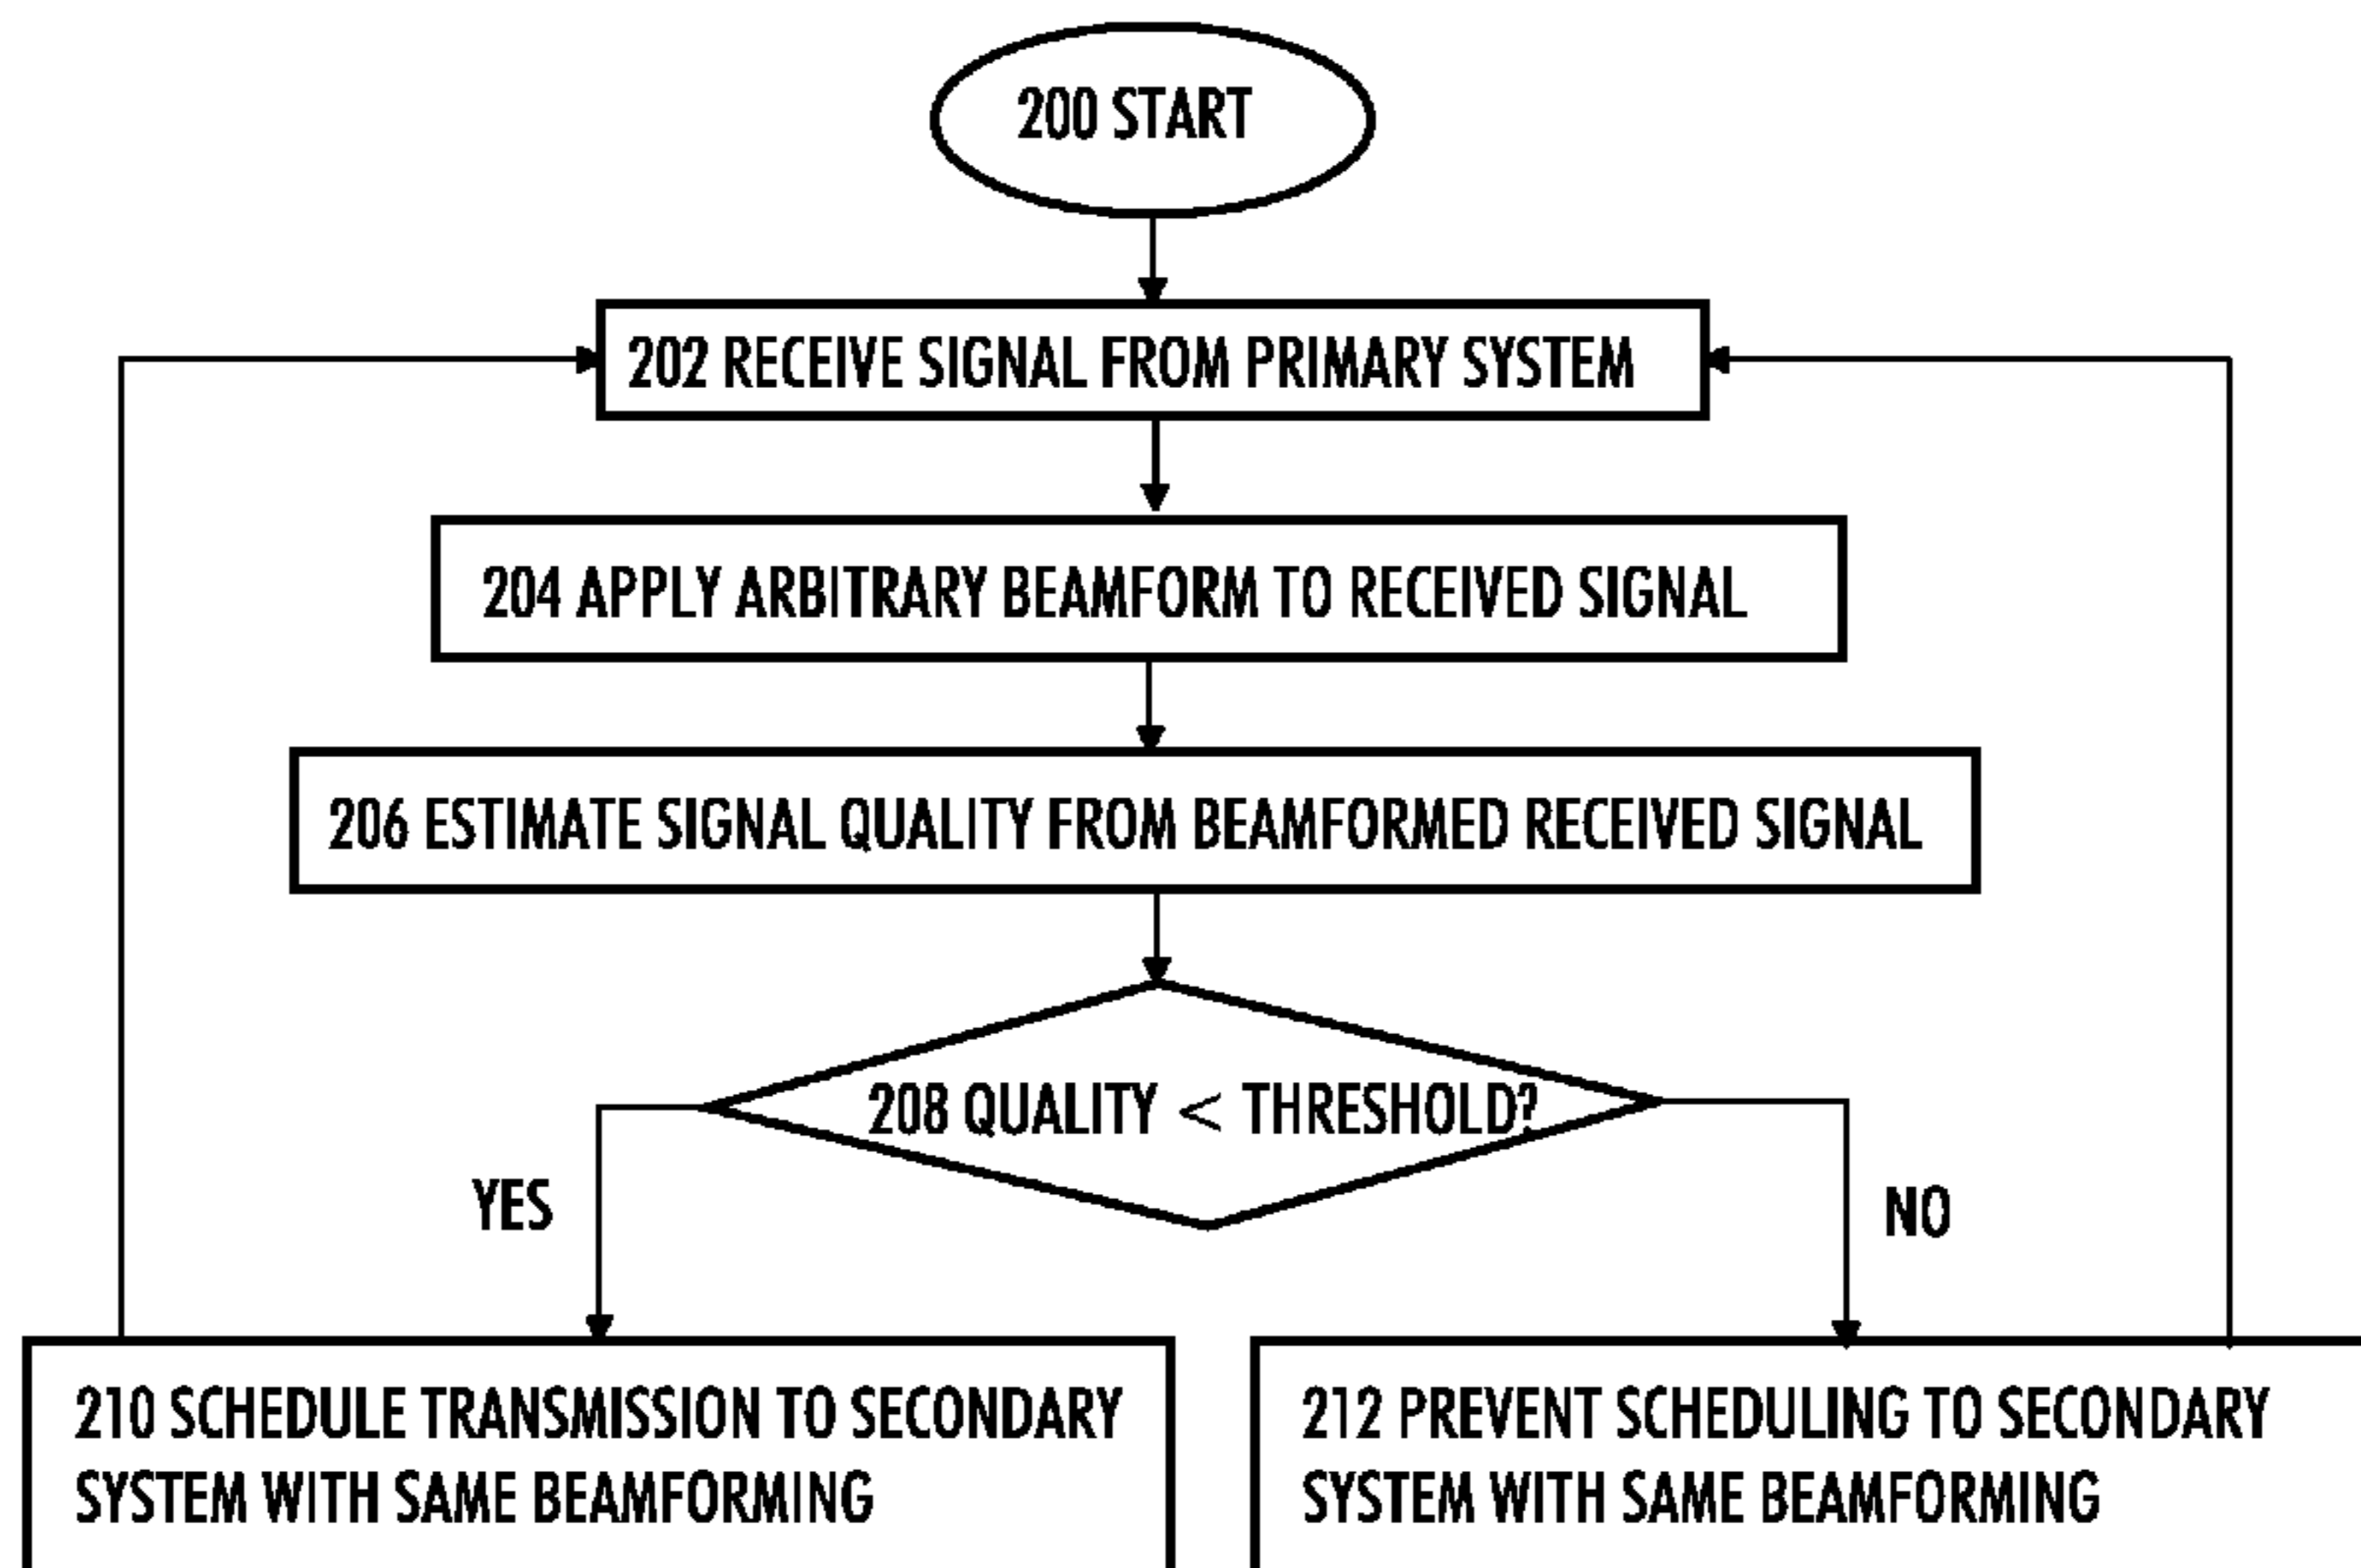 200 START
202 RECEIVE SIGNAL FROM PRIMARY SYSTEM
204 APPLY ARBITRARY BEAMFORM TO RECEIVED SIGNAL
206 ESTIMATE SIGNAL QUALITY FROM BEAMFORMED RECEIVED SIGNAL
208 QUALITY < THRESHOLD?
YES
NO
210 SCHEDULE TRANSMISSION TO SECONDARY
SYSTEM WITH SAME BEAMFORMING
212 PREVENT SCHEDULING TO SECONDARY
SYSTEM WITH SAME BEAMFORMING